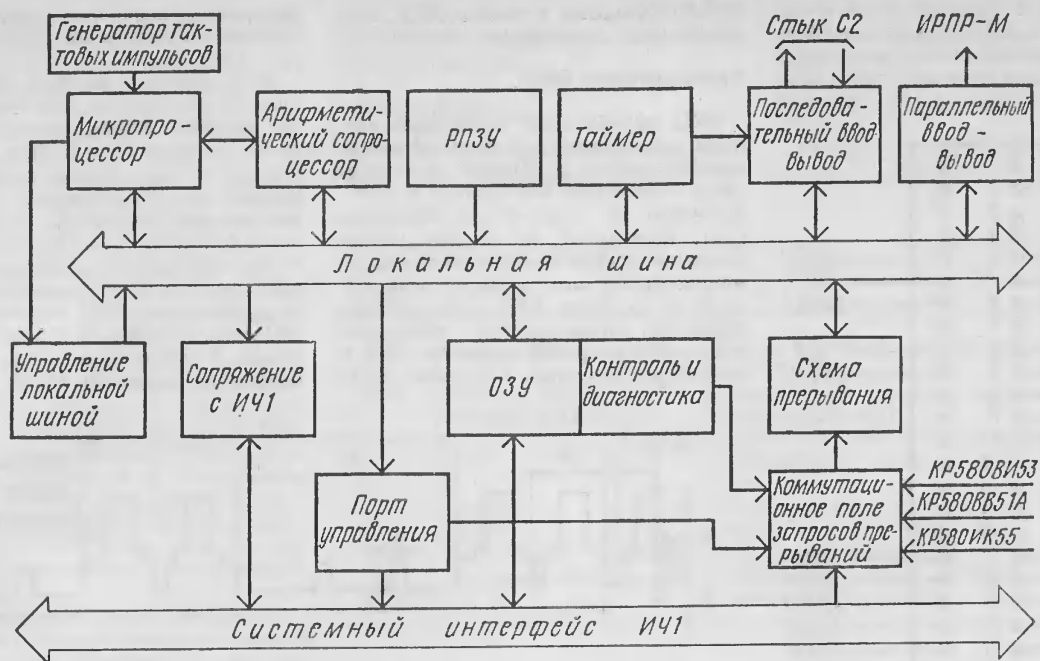 Генератор так-
товых импульсов
Стык С2
ИРПР-М
Микропро-
цессор
Арифмети-
ческий сопро-
цессор
РПЗУ
Таймер
Последова-
тельный ввод-
вывод
Параллельный
ввод -
вывод
Локальная шина
Управление
локальной
шиной
Сопряжение
с ИЧ1
ОЗУ
Контроль и
диагностика
Схема
прерывания
Порт
управления
Коммутаци-
онное поле
запросов пре-
рываний
КР580ВИ53
КР580ВВ51А
КР580ИК55
Системный интерфейс ИЧ1